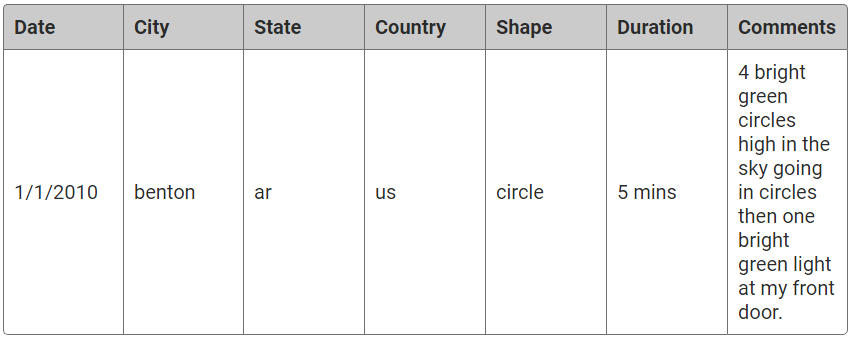 Date City State Country Shape Duration Comments
1/1/2010 benton ar us circle 5 mins 4 bright
green
circles
high in the
sky going
in circles
then one
bright
green light
at my front
door.